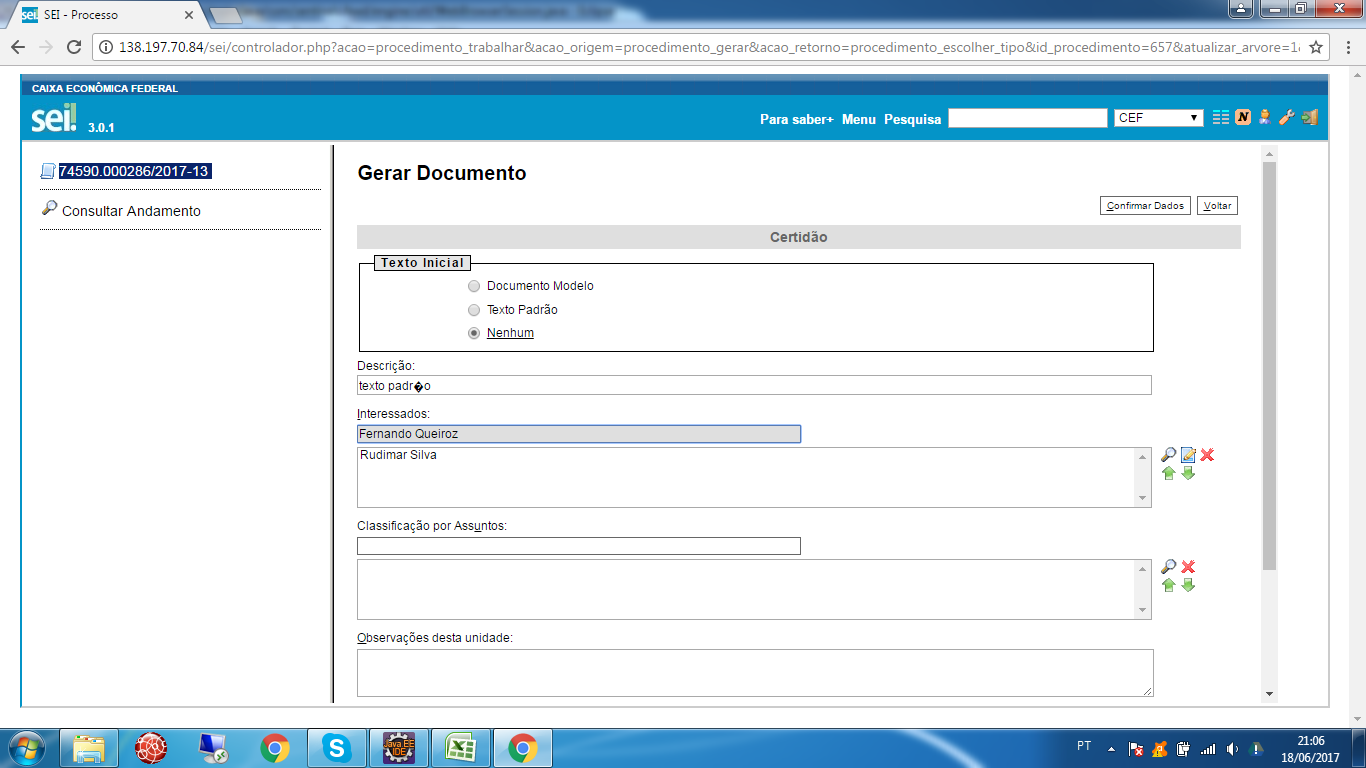 SEI - Processo
138.197.70.84/sei/controlador.php?acao=procedimento_trabalhar&acao_origem=procedimento_gerar&acao_retorno=procedimento_escolher_tipo&id_procedimento=657&atualizar_arvore=1
CAIXA ECONÔMICA FEDERAL
sei! 3.0.1
Para saber+ Menu Pesquisa CEF N
74590.000286/2017-13
Consultar Andamento
Gerar Documento
Confirmar Dados Voltar
Certidão
Texto Inicial
Documento Modelo
Texto Padrão
Nenhum
Descrição:
texto padr�o
Interessados:
Fernando Queiroz
Rudimar Silva
Classificação por Assuntos:
Observações desta unidade:
Java EE
IDE
PT
21:06
18/06/2017